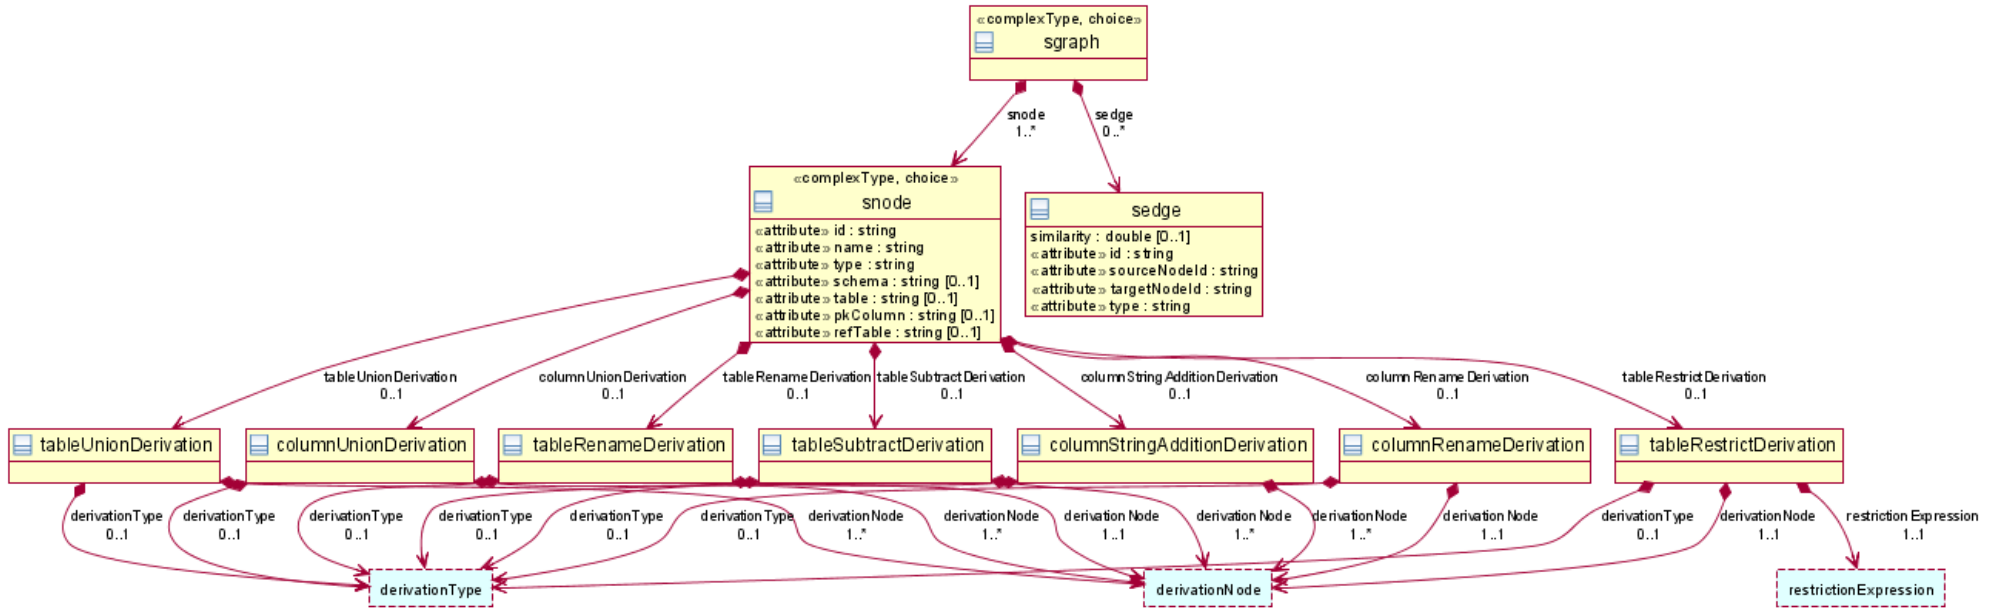 «complexType, choice»
sgraph
snode
1..*
sedge
0..*
«complexType, choice»
snode
«attribute» id : string
«attribute» name : string
«attribute» type : string
«attribute» schema : string [0..1]
«attribute» table : string [0..1]
«attribute» pkColumn : string [0..1]
«attribute» refTable : string [0..1]
sedge
similarity : double [0..1]
«attribute» id : string
«attribute» sourceNodeId : string
«attribute» targetNodeId : string
«attribute» type : string
tableUnionDerivation
0..1
columnUnionDerivation
0..1
tableRenameDerivation
0..1
tableSubtractDerivation
0..1
columnStringAdditionDerivation
0..1
columnRenameDerivation
0..1
tableRestrictDerivation
0..1
tableUnionDerivation
columnUnionDerivation
tableRenameDerivation
tableSubtractDerivation
columnStringAdditionDerivation
columnRenameDerivation
tableRestrictDerivation
derivationType
0..1
derivationType
0..1
derivationType
0..1
derivationType
0..1
derivationType
0..1
derivationType
0..1
derivationNode
1..*
derivationNode
1..*
derivationNode
1..1
derivationNode
1..*
derivationNode
1..*
derivationNode
1..1
derivationType
0..1
derivationNode
1..1
restrictionExpression
1..1
derivationType
derivationNode
restrictionExpression